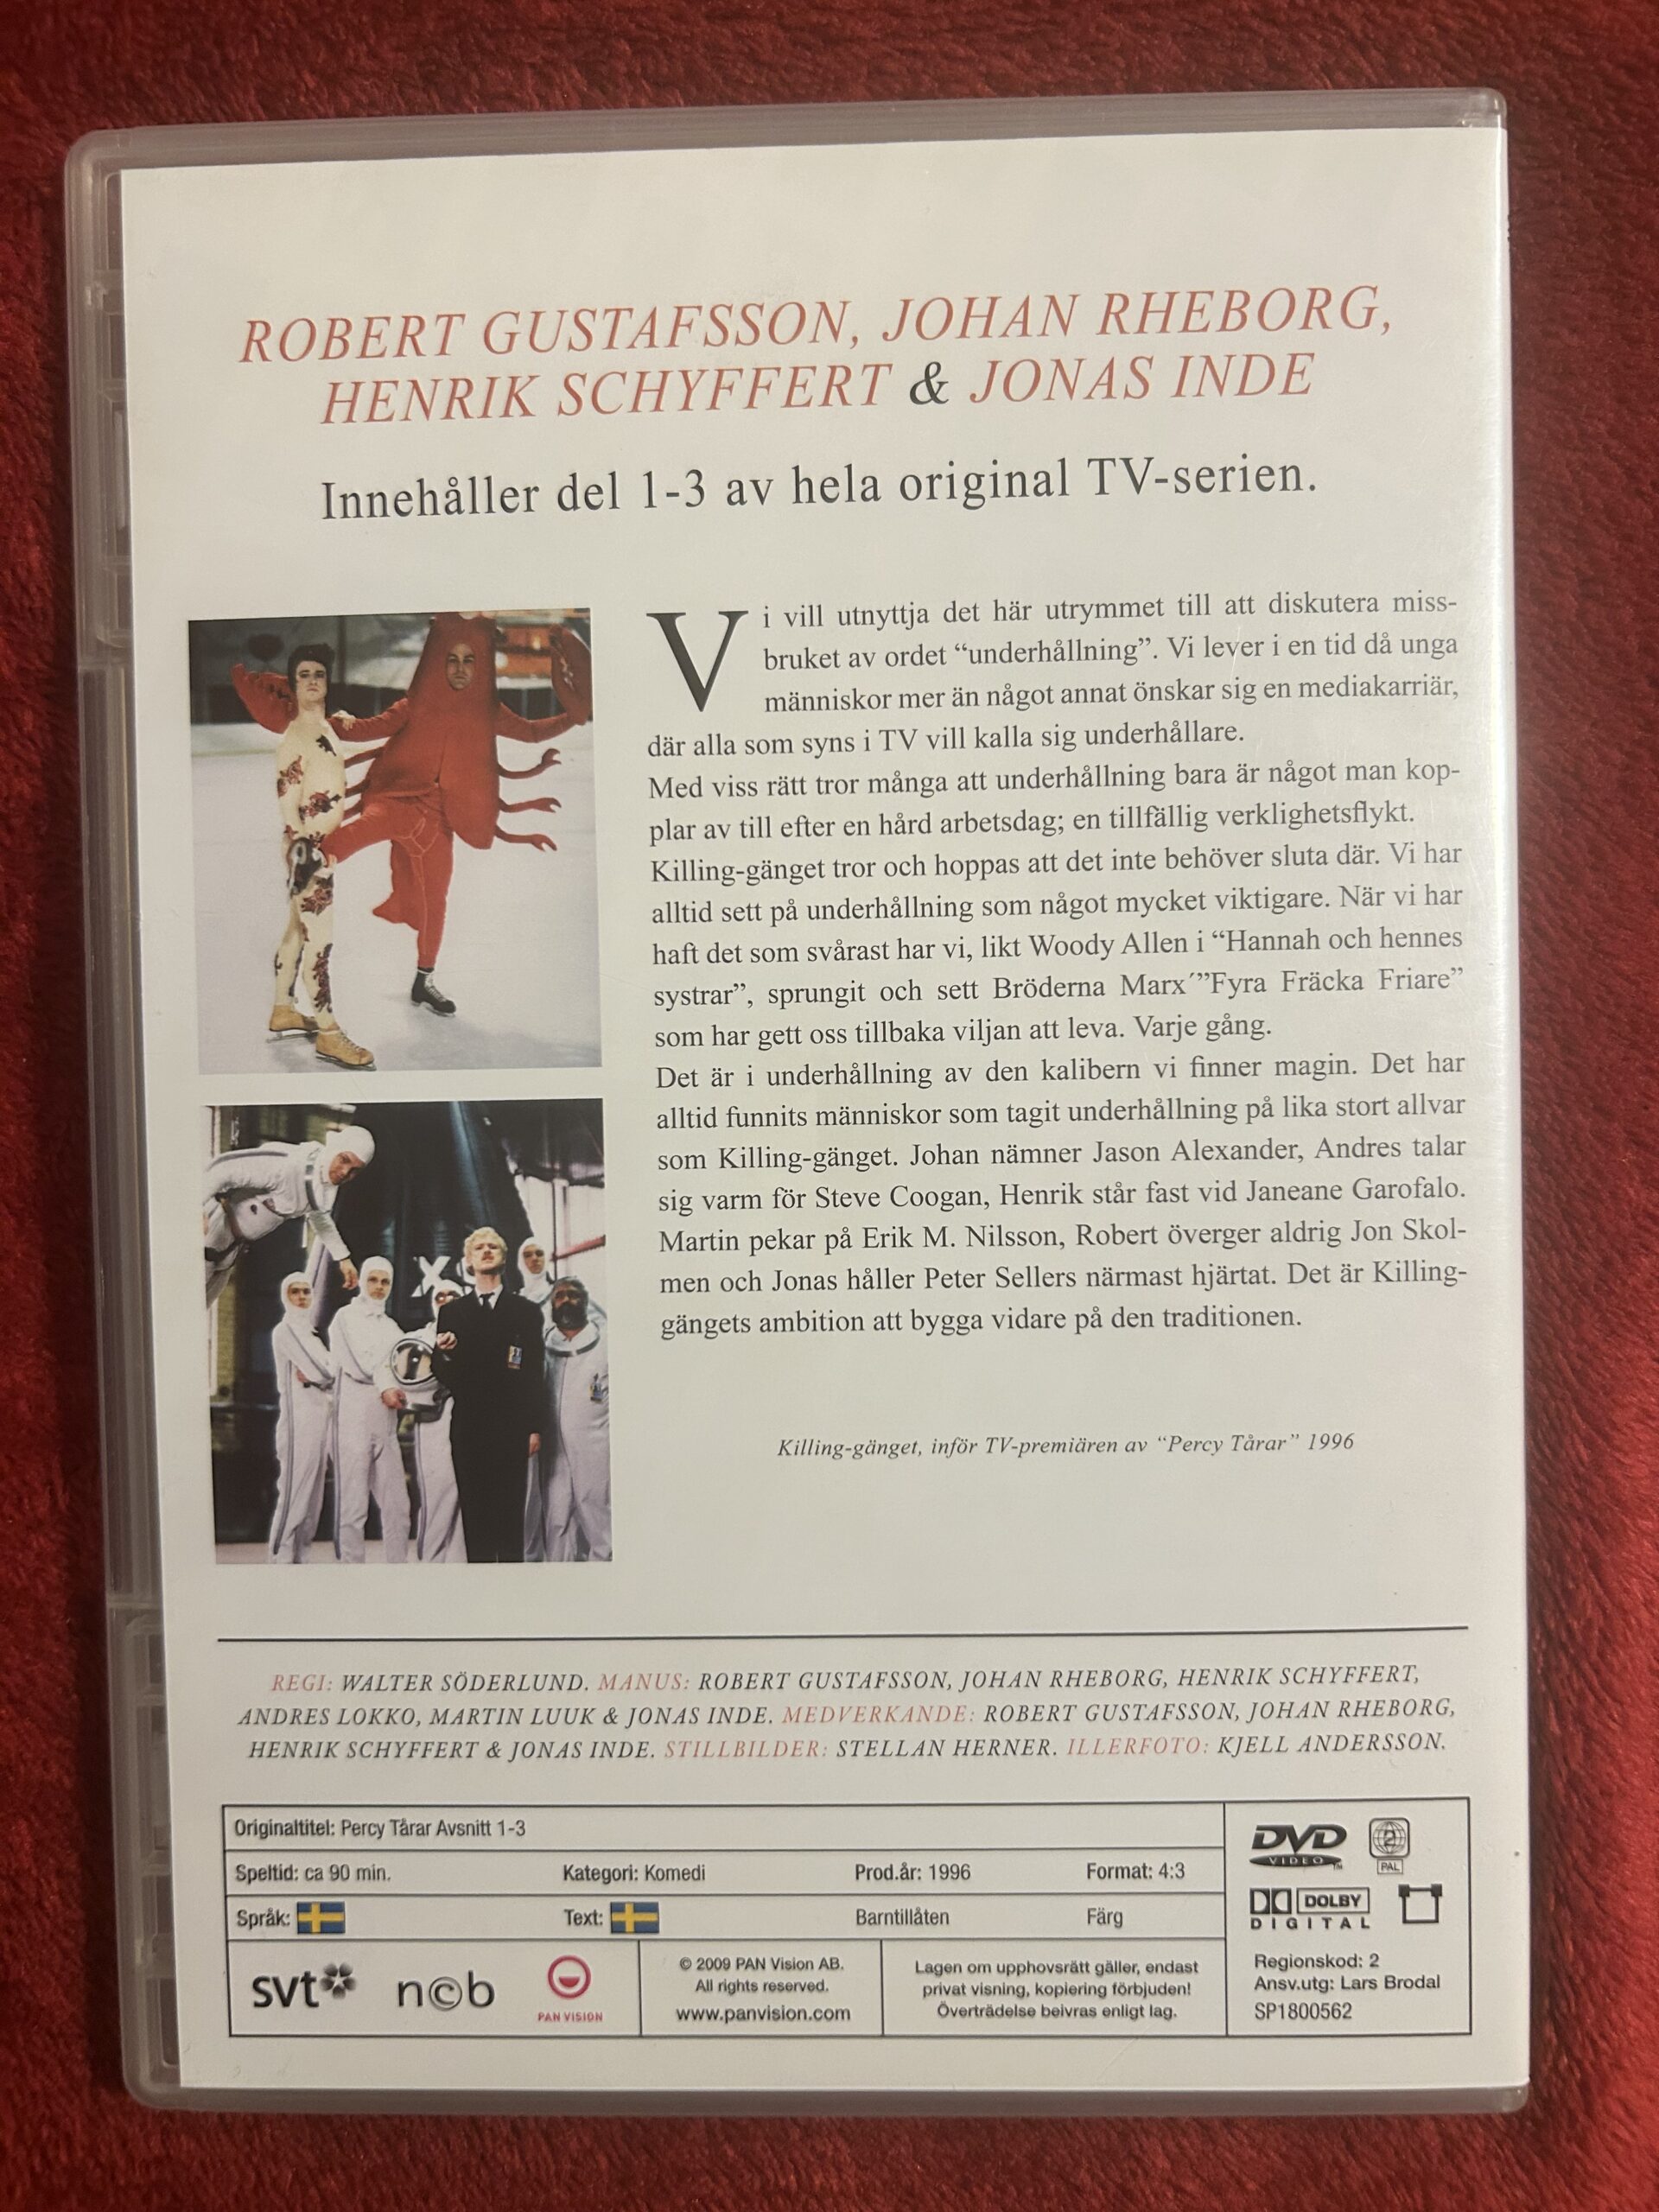 ROBERT GUSTAFSSON, JOHAN RHEBORG,
HENRIK SCHYFFERT & JONAS INDE
Innehåller del 1-3 av hela original TV-serien.
Vi vill utnyttja det här utrymmet till att diskutera miss-
bruket av ordet “underhållning”. Vi lever i en tid då unga
människor mer än något annat önskar sig en mediakarriär,
där alla som syns i TV vill kalla sig underhållare.
Med viss rätt tror många att underhållning bara är något man kop-
plar av till efter en hård arbetsdag; en tillfällig verklighetsflykt.
Killing-gänget tror och hoppas att det inte behöver sluta där. Vi har
alltid sett på underhållning som något mycket viktigare. När vi har
haft det som svårast har vi, likt Woody Allen i “Hannah och hennes
systrar”, sprungit och sett Bröderna Marx´”Fyra Fräcka Friare”
som har gett oss tillbaka viljan att leva. Varje gång.
Det är i underhållning av den kalibern vi finner magin. Det har
alltid funnits människor som tagit underhållning på lika stort allvar
som Killing-gänget. Johan nämner Jason Alexander, Andres talar
sig varm för Steve Coogan, Henrik står fast vid Janeane Garofalo.
Martin pekar på Erik M. Nilsson, Robert överger aldrig Jon Skol-
men och Jonas håller Peter Sellers närmast hjärtat. Det är Killing-
gängets ambition att bygga vidare på den traditionen.
Killing-gänget, inför TV-premiären av “Percy Tårar” 1996
REGI: WALTER SÖDERLUND. MANUS: ROBERT GUSTAFSSON, JOHAN RHEBORG, HENRIK SCHYFFERT,
ANDRES LOKKO, MARTIN LUUK & JONAS INDE. MEDVERKANDE: ROBERT GUSTAFSSON, JOHAN RHEBORG,
HENRIK SCHYFFERT & JONAS INDE. STILLBILDER: STELLAN HERNER. ILLERFOTO: KJELL ANDERSSON.
Originaltitel: Percy Tårar Avsnitt 1-3
Speltid: ca 90 min. Kategori: Komedi Prod.år: 1996 Format: 4:3
Språk: Text: Barntillåten Färg
svt ncb PAN VISION
© 2009 PAN Vision AB.
All rights reserved.
www.panvision.com
Lagen om upphovsrätt gäller, endast
privat visning, kopiering förbjuden!
Överträdelse beivras enligt lag.
DVD VIDEO TM 2 PAL
DOLBY
DIGITAL
Regionskod: 2
Ansv.utg: Lars Brodal
SP1800562